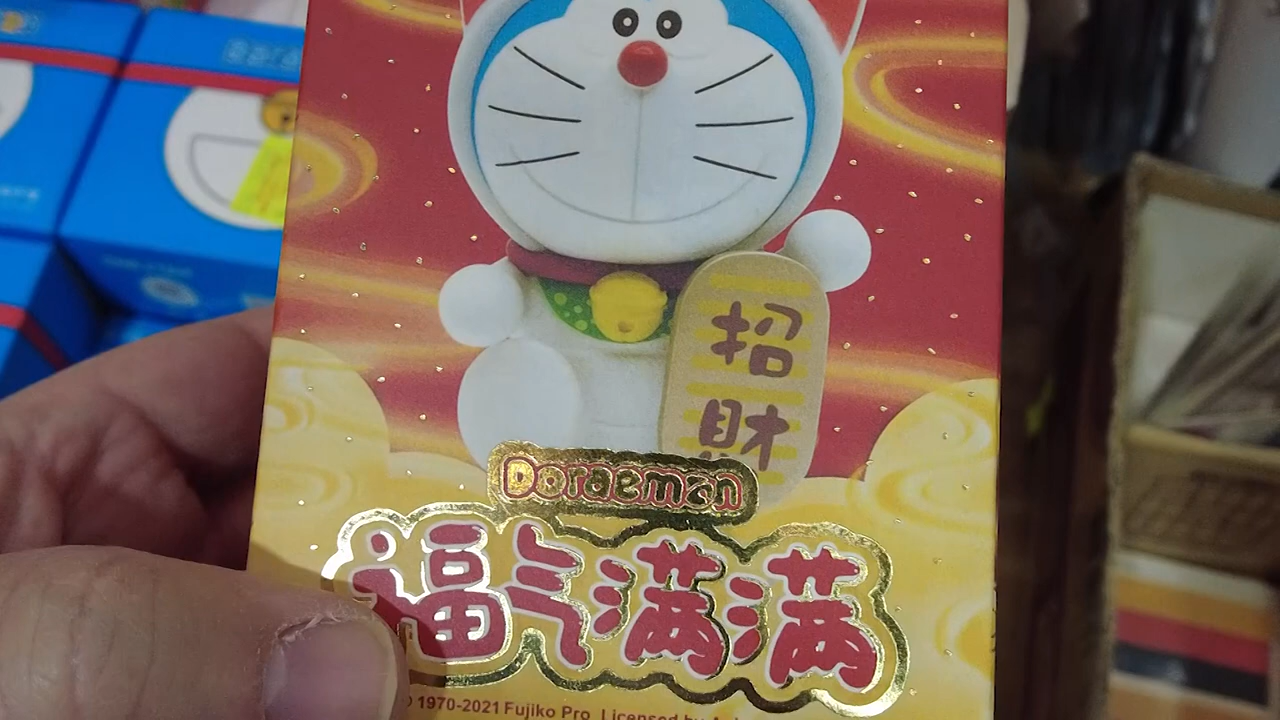 招
財
Doraemon
福气满满
© 1970-2021 Fujiko Pro Licensed by